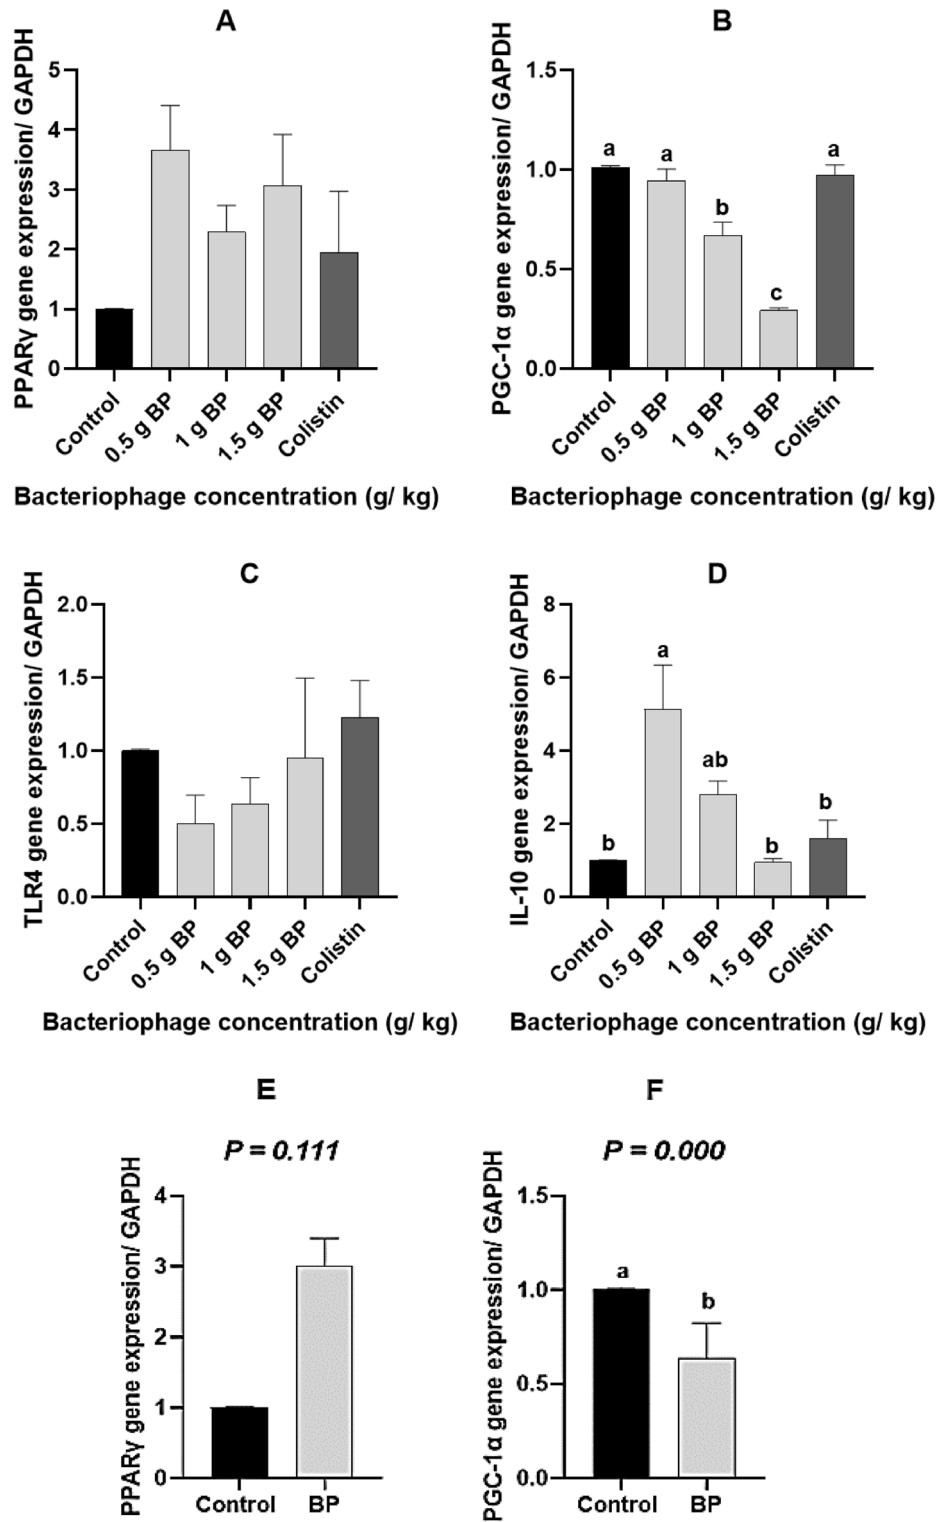 A
PPARγ gene expression/ GAPDH
5
4
3
2
1
0
Control
0.5 g BP
1 g BP
1.5 g BP
Colistin
Bacteriophage concentration (g/ kg)
B
PGC-1α gene expression/ GAPDH
1.5
1.0
0.5
0.0
a
a
b
c
a
Control
0.5 g BP
1 g BP
1.5 g BP
Colistin
Bacteriophage concentration (g/ kg)
C
TLR4 gene expression/ GAPDH
2.0
1.5
1.0
0.5
0.0
Control
0.5 g BP
1 g BP
1.5 g BP
Colistin
Bacteriophage concentration (g/ kg)
D
IL-10 gene expression/ GAPDH
8
6
4
2
0
b
a
ab
b
b
Control
0.5 g BP
1 g BP
1.5 g BP
Colistin
Bacteriophage concentration (g/ kg)
E
P = 0.111
PPARγ gene expression/ GAPDH
4
3
2
1
0
Control
BP
F
P = 0.000
PGC-1α gene expression/ GAPDH
1.5
1.0
0.5
0.0
a
b
Control
BP